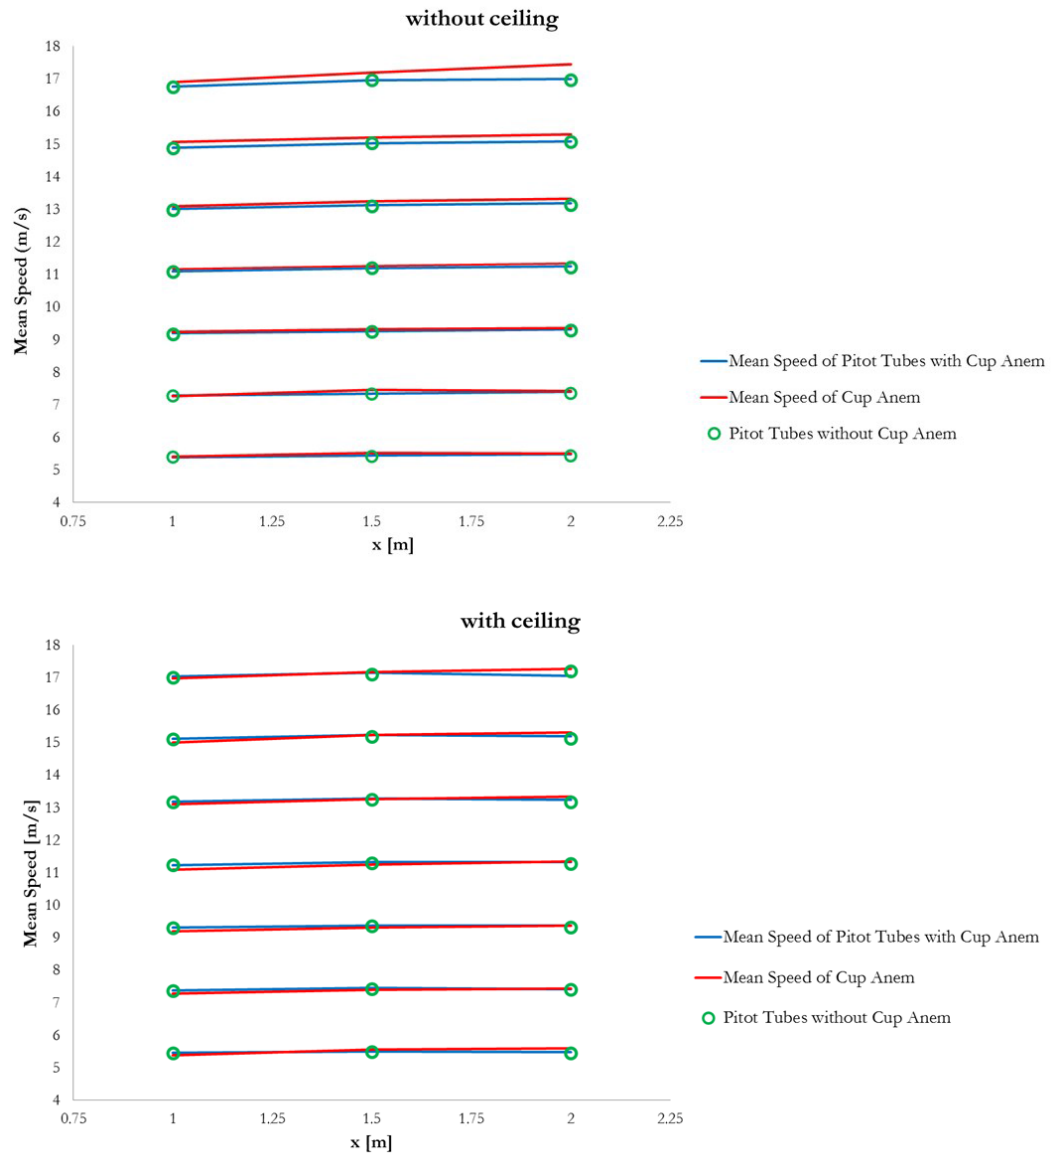 without ceiling
18
17
16
15
14
13
12
11
10
9
8
7
6
5
4
Mean Speed (m/s)
0.75 1 1.25 1.5 1.75 2 2.25
x [m]
Mean Speed of Pitot Tubes with Cup Anem
Mean Speed of Cup Anem
Pitot Tubes without Cup Anem
with ceiling
18
17
16
15
14
13
12
11
10
9
8
7
6
5
4
Mean Speed [m/s]
0.75 1 1.25 1.5 1.75 2 2.25
x [m]
Mean Speed of Pitot Tubes with Cup Anem
Mean Speed of Cup Anem
Pitot Tubes without Cup Anem